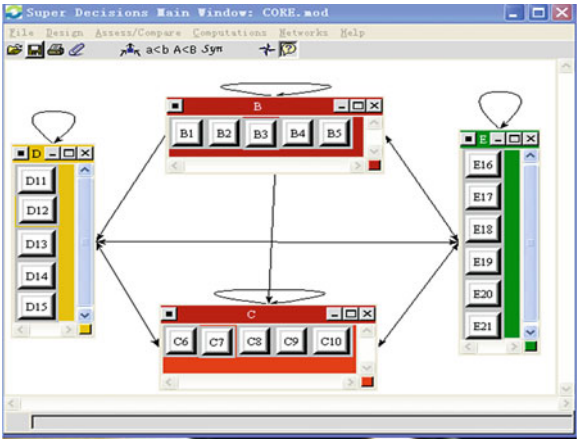 Super Decisions Main Window: CORE.mod
File Design Assess/Compare Computations Networks Help
a<b A<B Syn
B
B1 B2 B3 B4 B5
D
D11
D12
D13
D14
D15
E
E16
E17
E18
E19
E20
E21
C
C6 C7 C8 C9 C10